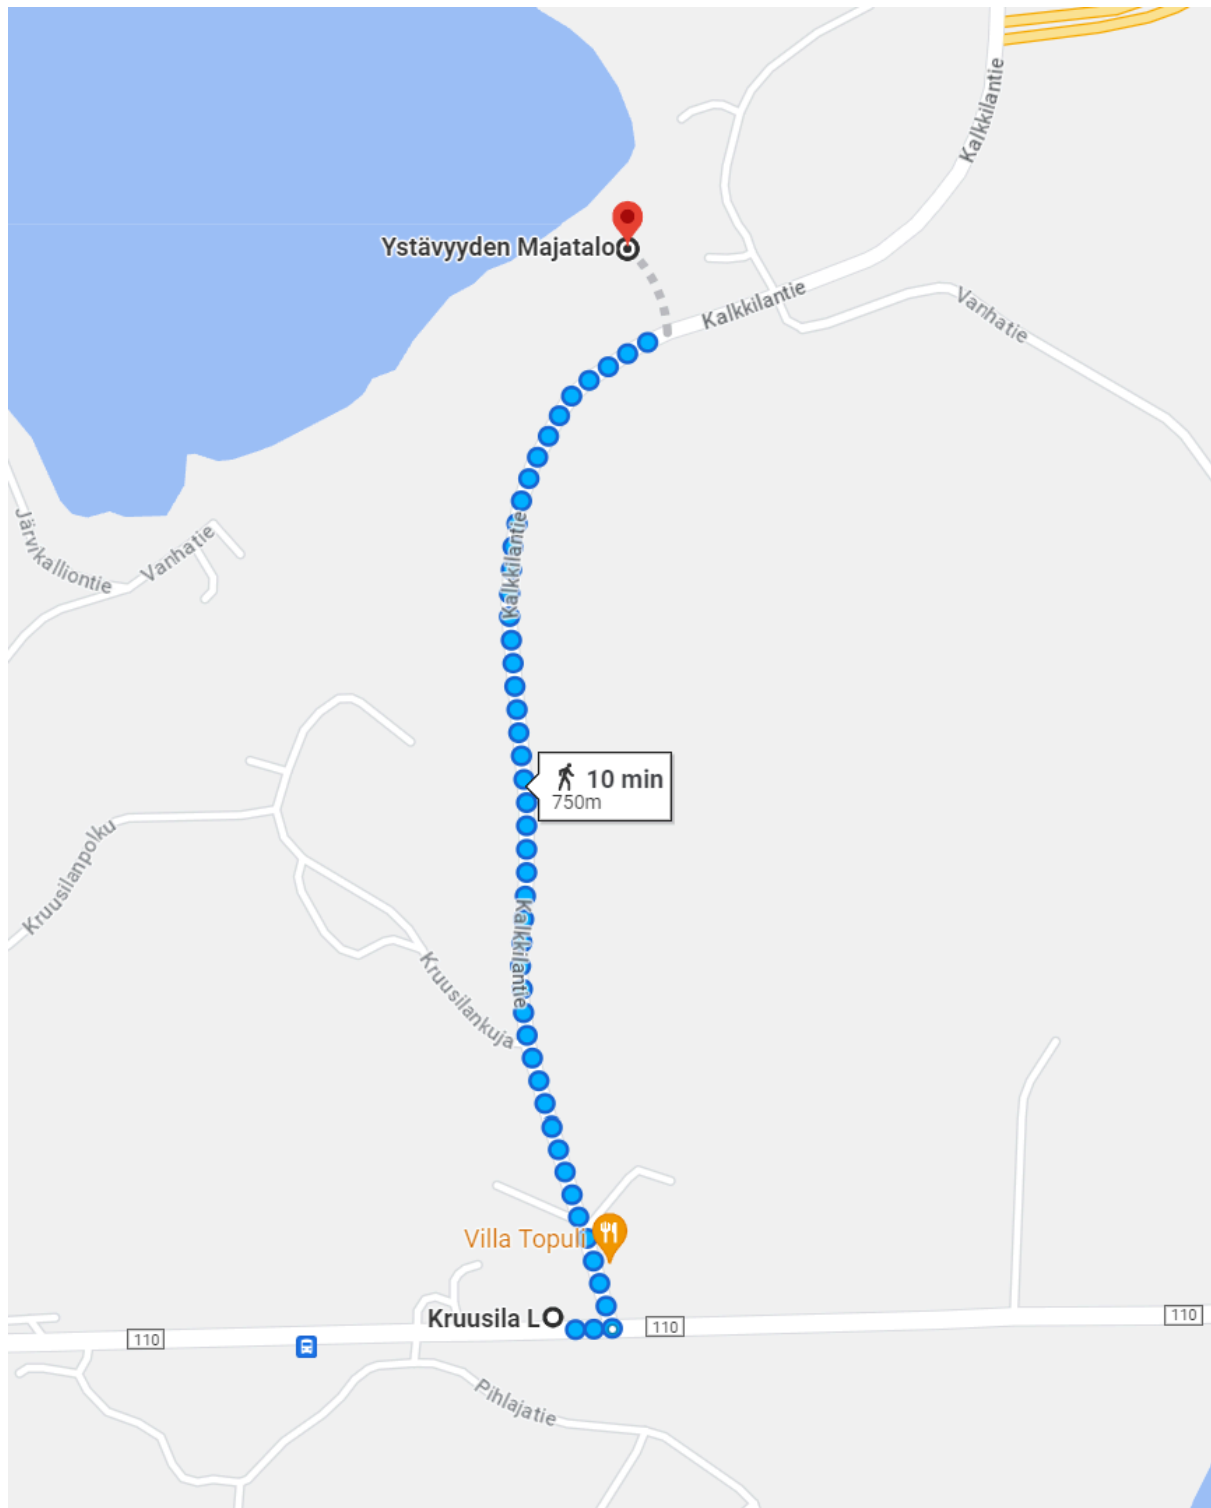 Kalkkilantie
Ystävyyden Majatalo
Kalkkilantie
Vanhatie
Järvikalliontie
Vanhatie
Kalkkilantie
10 min
750m
Kruusilanpolku
Kalkkilantie
Kruusilankuja
Villa Topuli
Kruusila L
110
110
110
Pihlajatie